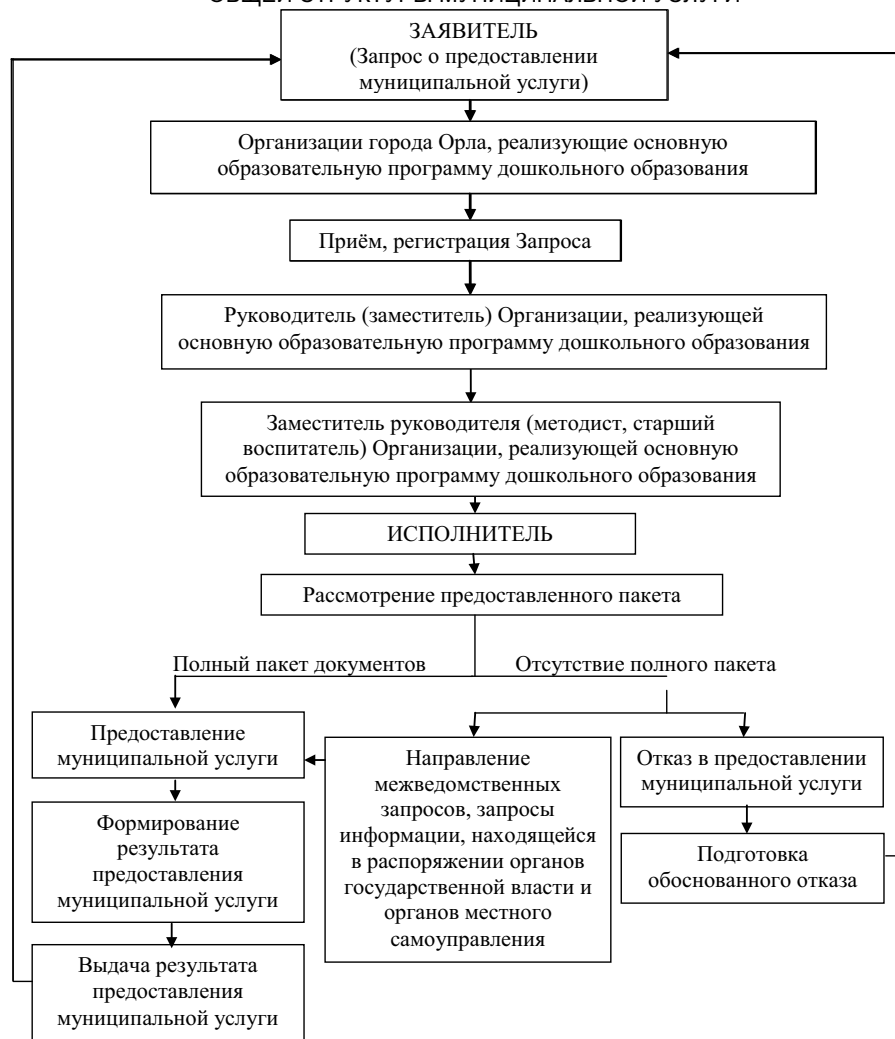 ОБЩЕЙ СТРУКТУРЫ МУНИЦИПАЛЬНОЙ УСЛУГИ
ЗАЯВИТЕЛЬ
(Запрос о предоставлении
муниципальной услуги)
Организации города Орла, реализующие основную
образовательную программу дошкольного образования
Приём, регистрация Запроса
Руководитель (заместитель) Организации, реализующей
основную образовательную программу дошкольного образования
Заместитель руководителя (методист, старший
воспитатель) Организации, реализующей основную
образовательную программу дошкольного образования
ИСПОЛНИТЕЛЬ
Рассмотрение предоставленного пакета
Полный пакет документов
Отсутствие полного пакета
Предоставление
муниципальной услуги
Формирование
результата
предоставления
муниципальной услуги
Выдача результата
предоставления
муниципальной услуги
Направление
межведомственных
запросов, запросы
информации, находящейся
в распоряжении органов
государственной власти и
органов местного
самоуправления
Отказ в предоставлении
муниципальной услуги
Подготовка
обоснованного отказа